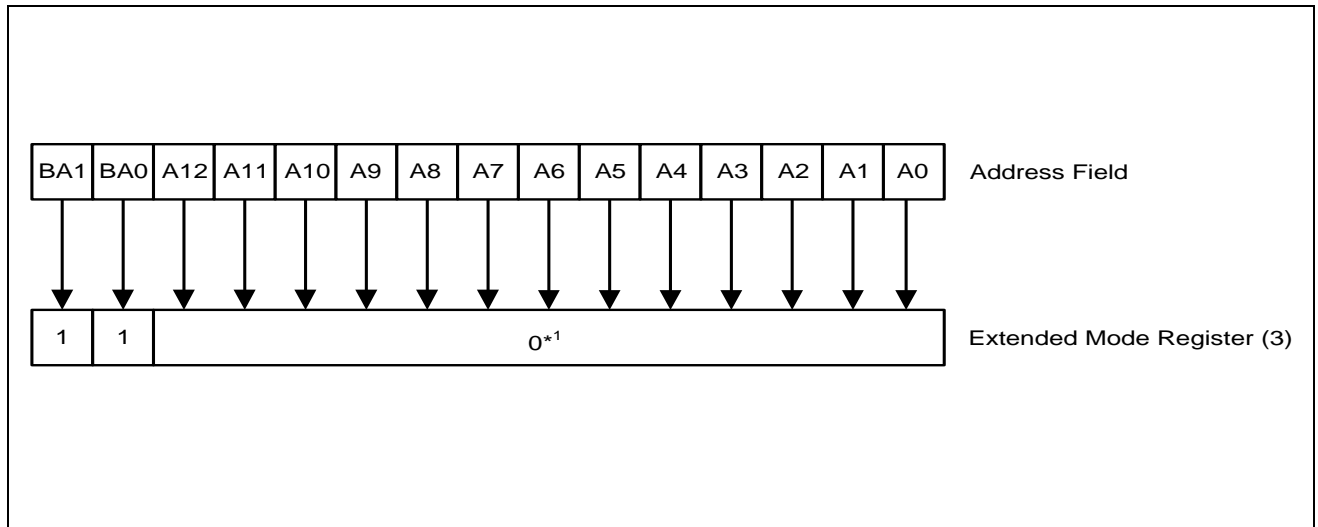 BA1 BA0 A12 A11 A10 A9 A8 A7 A6 A5 A4 A3 A2 A1 A0 Address Field
1 1 0*1 Extended Mode Register (3)